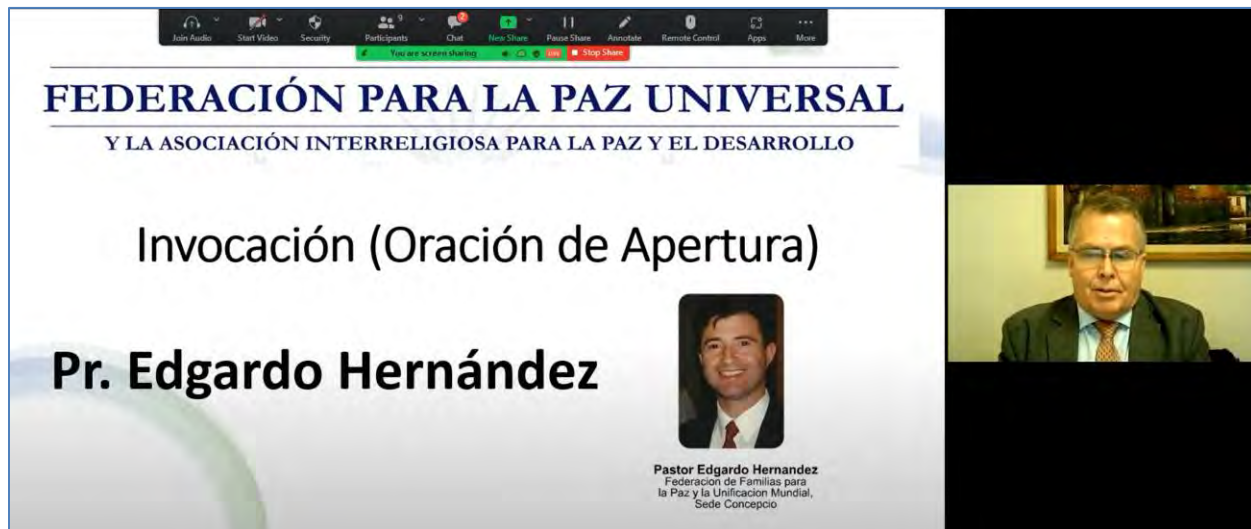 Join Audio
Start Video
Security
Participants 9
Chat 2
New Share
Pause Share
Annotate
Remote Control
Apps
More
You are screen sharing
Stop Share
FEDERACIÓN PARA LA PAZ UNIVERSAL
Y LA ASOCIACIÓN INTERRELIGIOSA PARA LA PAZ Y EL DESARROLLO
Invocación (Oración de Apertura)
Pr. Edgardo Hernández
Pastor Edgardo Hernandez
Federacion de Familias para
la Paz y la Unificacion Mundial,
Sede Concepcio